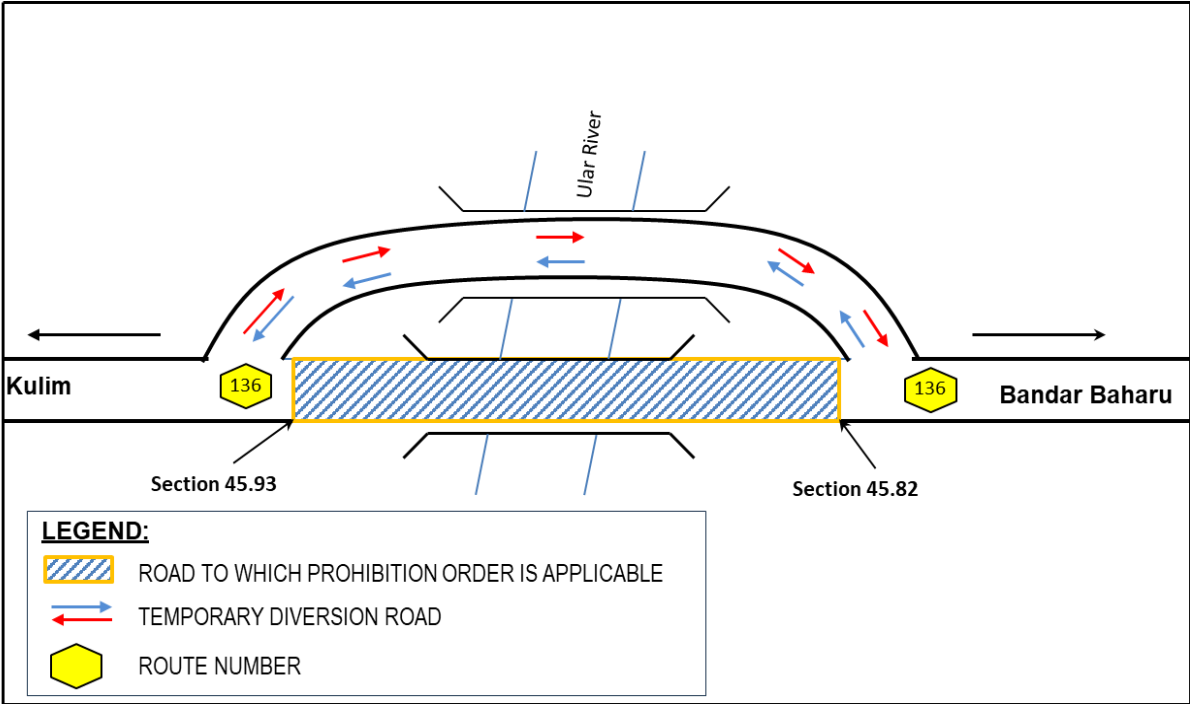 Ular River
Kulim
136
136
Bandar Baharu
Section 45.93
Section 45.82
LEGEND:
ROAD TO WHICH PROHIBITION ORDER IS APPLICABLE
TEMPORARY DIVERSION ROAD
ROUTE NUMBER